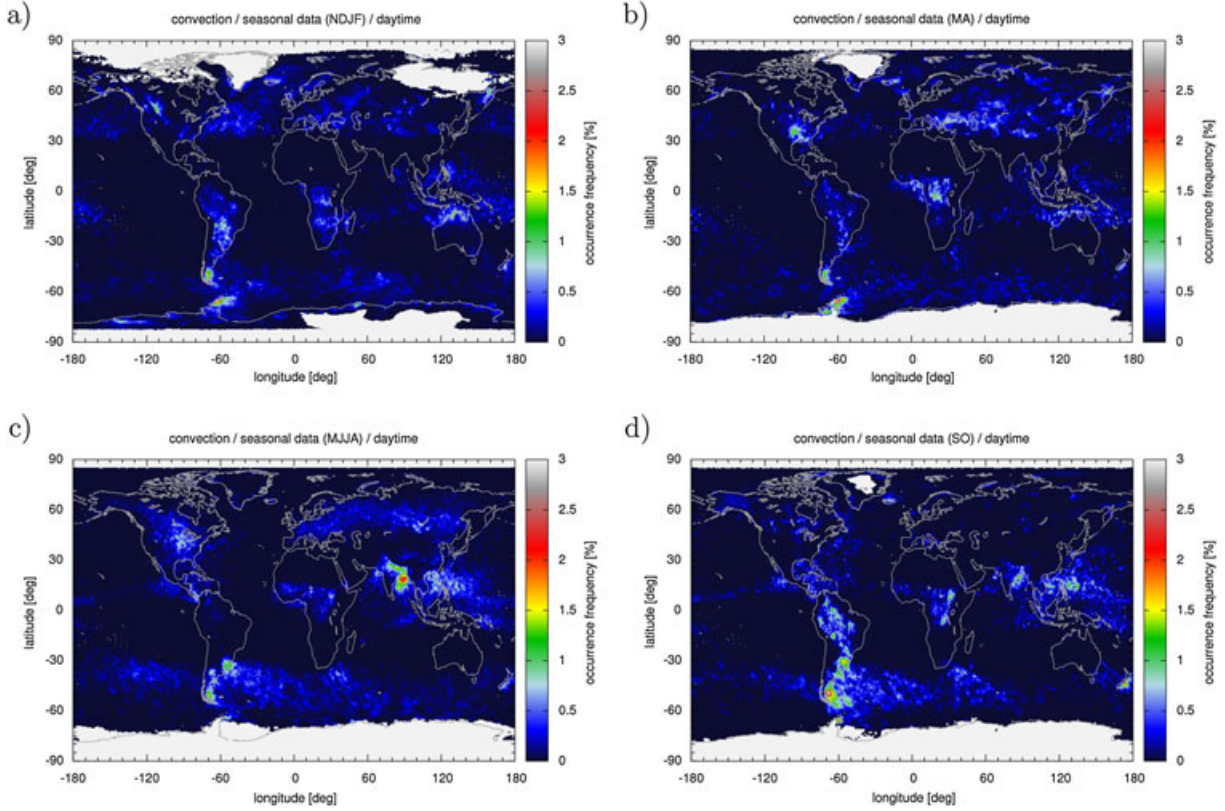 a)
convection / seasonal data (NDJF) / daytime
90
60
30
0
-30
-60
-90
latitude [deg]
-180 -120 -60 0 60 120 180
longitude [deg]
3
2.5
2
1.5
1
0.5
0
occurrence frequency [%]
b)
convection / seasonal data (MA) / daytime
90
60
30
0
-30
-60
-90
latitude [deg]
-180 -120 -60 0 60 120 180
longitude [deg]
3
2.5
2
1.5
1
0.5
0
occurrence frequency [%]
c)
convection / seasonal data (MJJA) / daytime
90
60
30
0
-30
-60
-90
latitude [deg]
-180 -120 -60 0 60 120 180
longitude [deg]
3
2.5
2
1.5
1
0.5
0
occurrence frequency [%]
d)
convection / seasonal data (SO) / daytime
90
60
30
0
-30
-60
-90
latitude [deg]
-180 -120 -60 0 60 120 180
longitude [deg]
3
2.5
2
1.5
1
0.5
0
occurrence frequency [%]